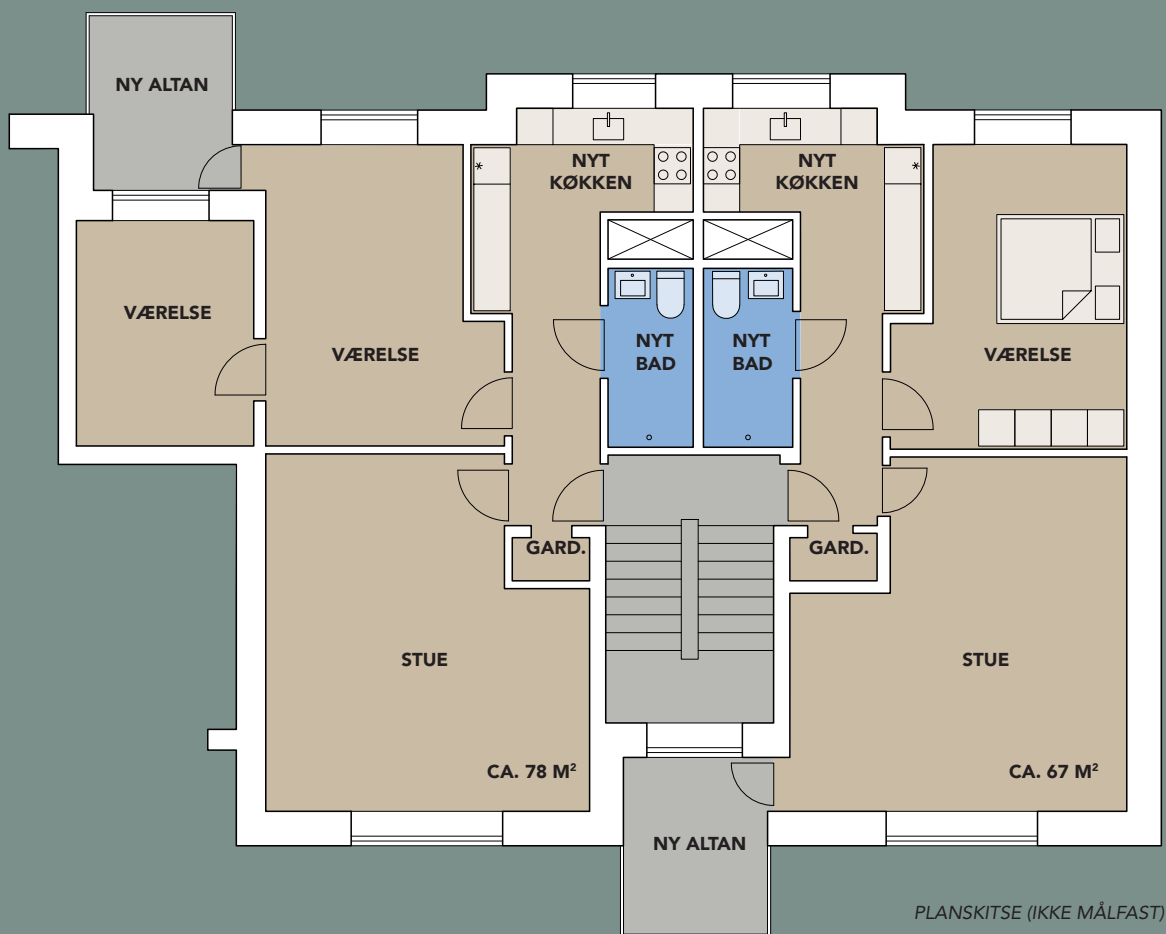 NY ALTAN
NYT
KØKKEN
NYT
KØKKEN
VÆRELSE
VÆRELSE
NYT
BAD
NYT
BAD
VÆRELSE
GARD.
GARD.
STUE
STUE
CA. 78 M²
CA. 67 M²
NY ALTAN
PLANSKITSE (IKKE MÅLFAST)